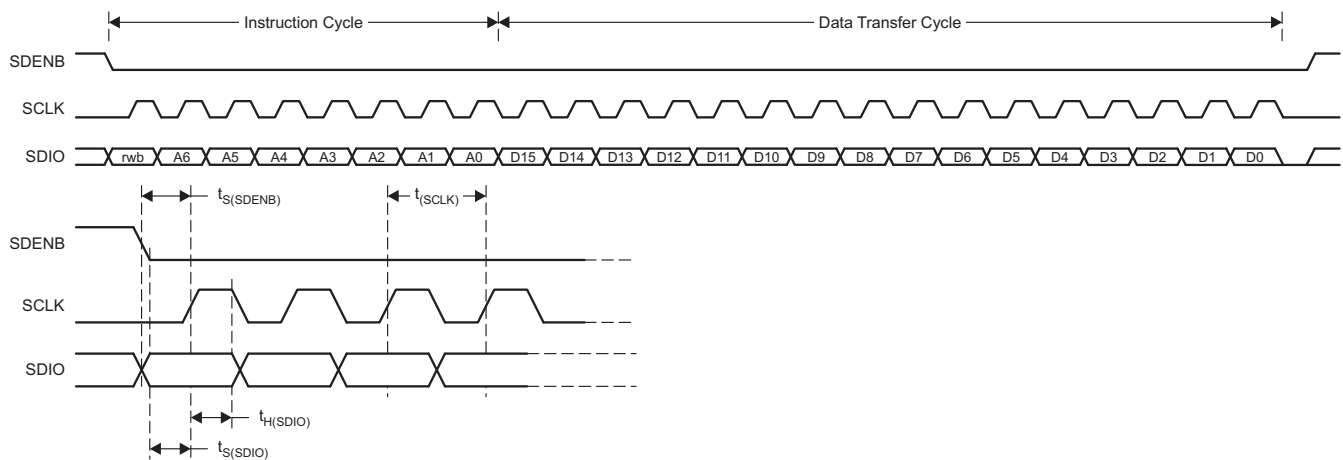 Instruction Cycle Data Transfer Cycle
SDENB
SCLK
SDIO rwb A6 A5 A4 A3 A2 A1 A0 D15 D14 D13 D12 D11 D10 D9 D8 D7 D6 D5 D4 D3 D2 D1 D0
tS(SDENB) t(SCLK)
SDENB
SCLK
SDIO
tH(SDIO)
tS(SDIO)